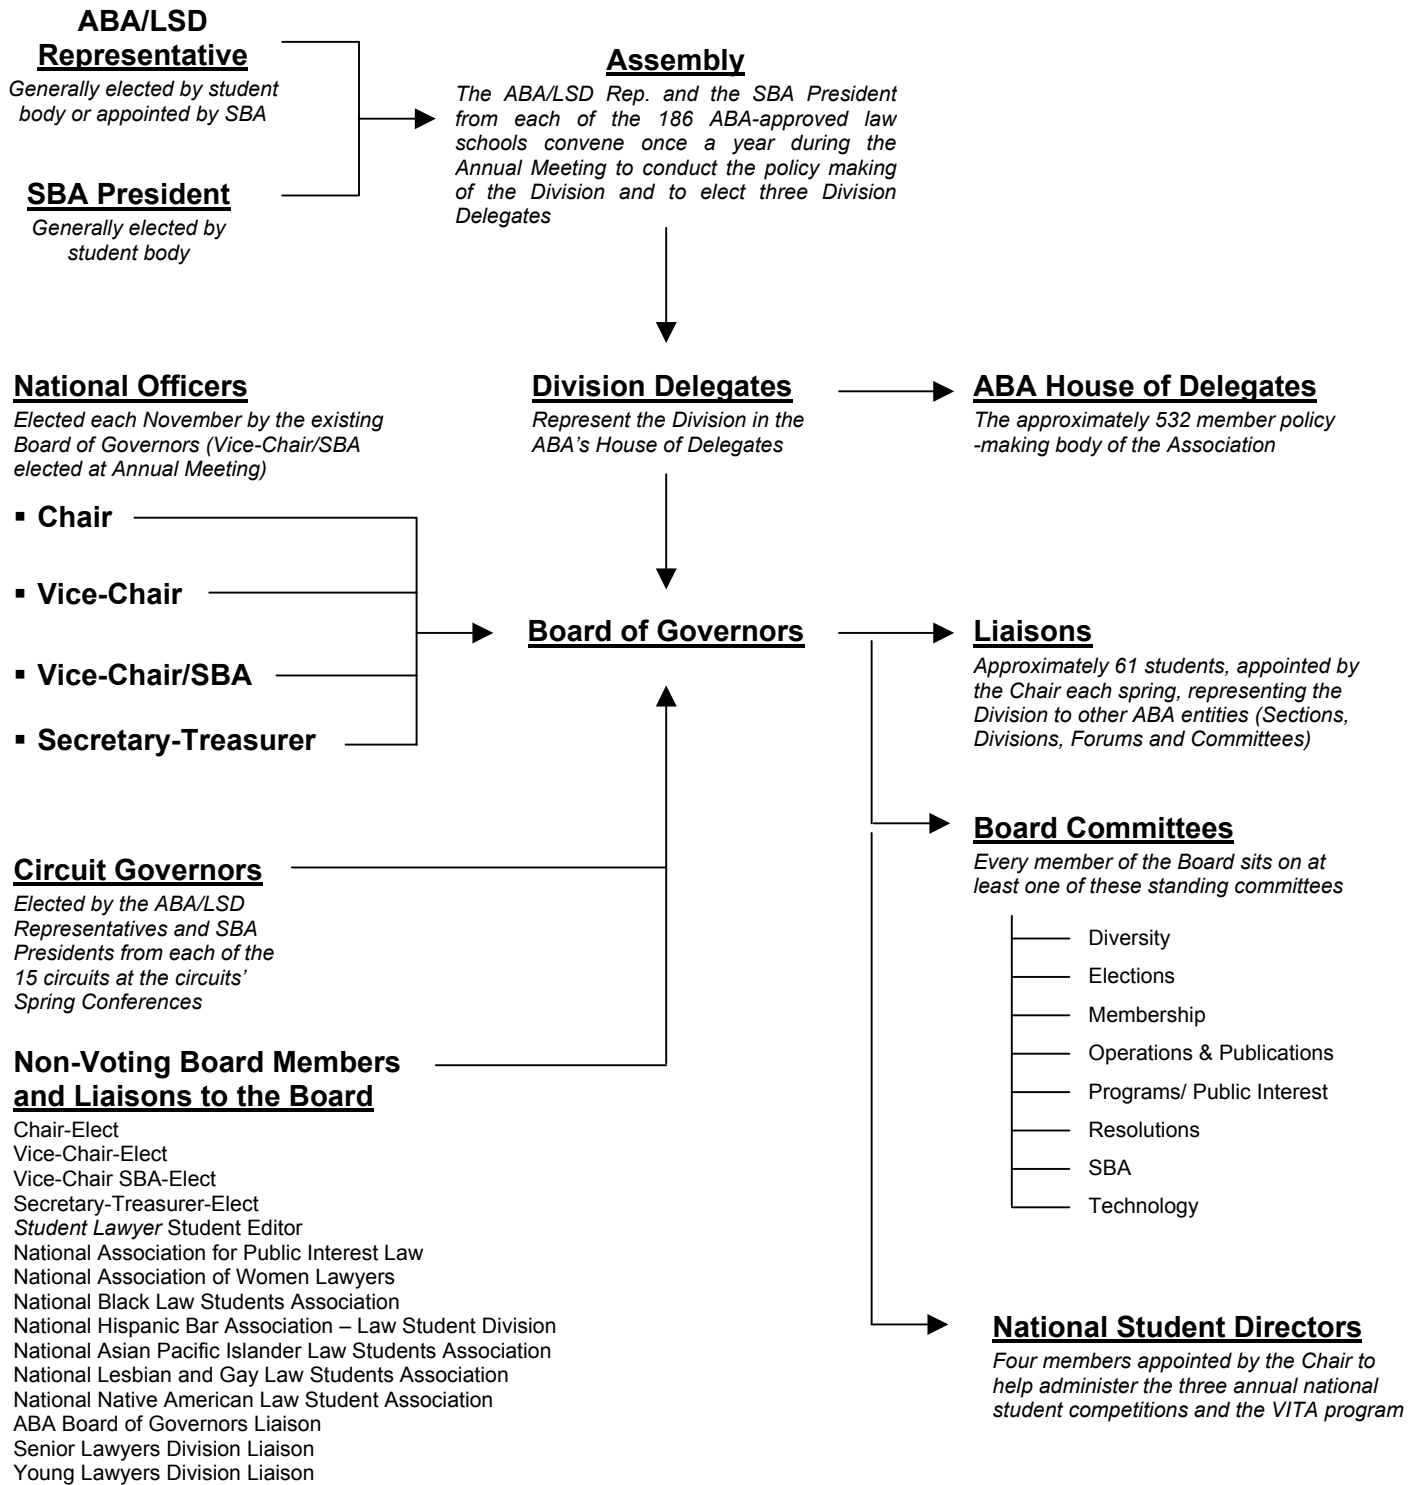 ABA/LSD
Representative
Generally elected by student
body or appointed by SBA
SBA President
Generally elected by
student body
Assembly
The ABA/LSD Rep. and the SBA President
from each of the 186 ABA-approved law
schools convene once a year during the
Annual Meeting to conduct the policy making
of the Division and to elect three Division
Delegates
National Officers
Elected each November by the existing
Board of Governors (Vice-Chair/SBA
elected at Annual Meeting)
▪ Chair
▪ Vice-Chair
▪ Vice-Chair/SBA
▪ Secretary-Treasurer
Division Delegates
Represent the Division in the
ABA’s House of Delegates
ABA House of Delegates
The approximately 532 member policy
-making body of the Association
Board of Governors
Liaisons
Approximately 61 students, appointed by
the Chair each spring, representing the
Division to other ABA entities (Sections,
Divisions, Forums and Committees)
Board Committees
Every member of the Board sits on at
least one of these standing committees
Diversity
Elections
Membership
Operations & Publications
Programs/ Public Interest
Resolutions
SBA
Technology
Circuit Governors
Elected by the ABA/LSD
Representatives and SBA
Presidents from each of the
15 circuits at the circuits’
Spring Conferences
Non-Voting Board Members
and Liaisons to the Board
Chair-Elect
Vice-Chair-Elect
Vice-Chair SBA-Elect
Secretary-Treasurer-Elect
Student Lawyer Student Editor
National Association for Public Interest Law
National Association of Women Lawyers
National Black Law Students Association
National Hispanic Bar Association – Law Student Division
National Asian Pacific Islander Law Students Association
National Lesbian and Gay Law Students Association
National Native American Law Student Association
ABA Board of Governors Liaison
Senior Lawyers Division Liaison
Young Lawyers Division Liaison
National Student Directors
Four members appointed by the Chair to
help administer the three annual national
student competitions and the VITA program